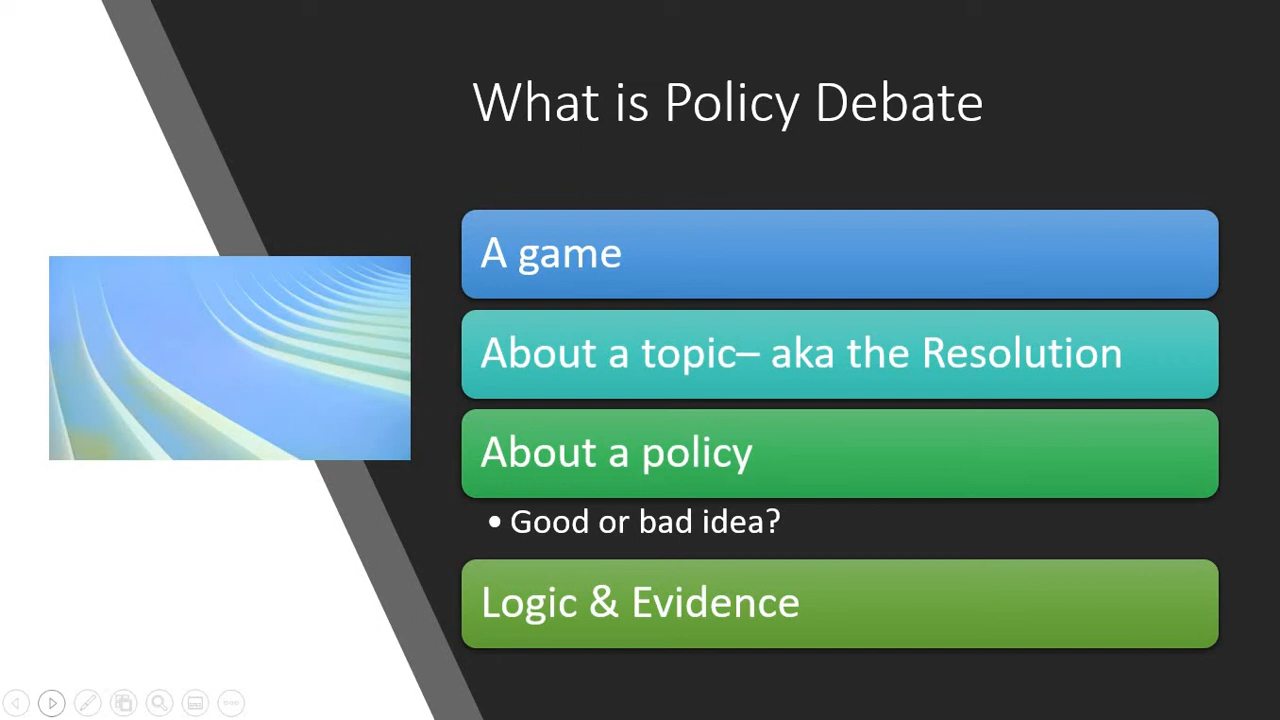 What is Policy Debate
A game
About a topic– aka the Resolution
About a policy
• Good or bad idea?
Logic & Evidence